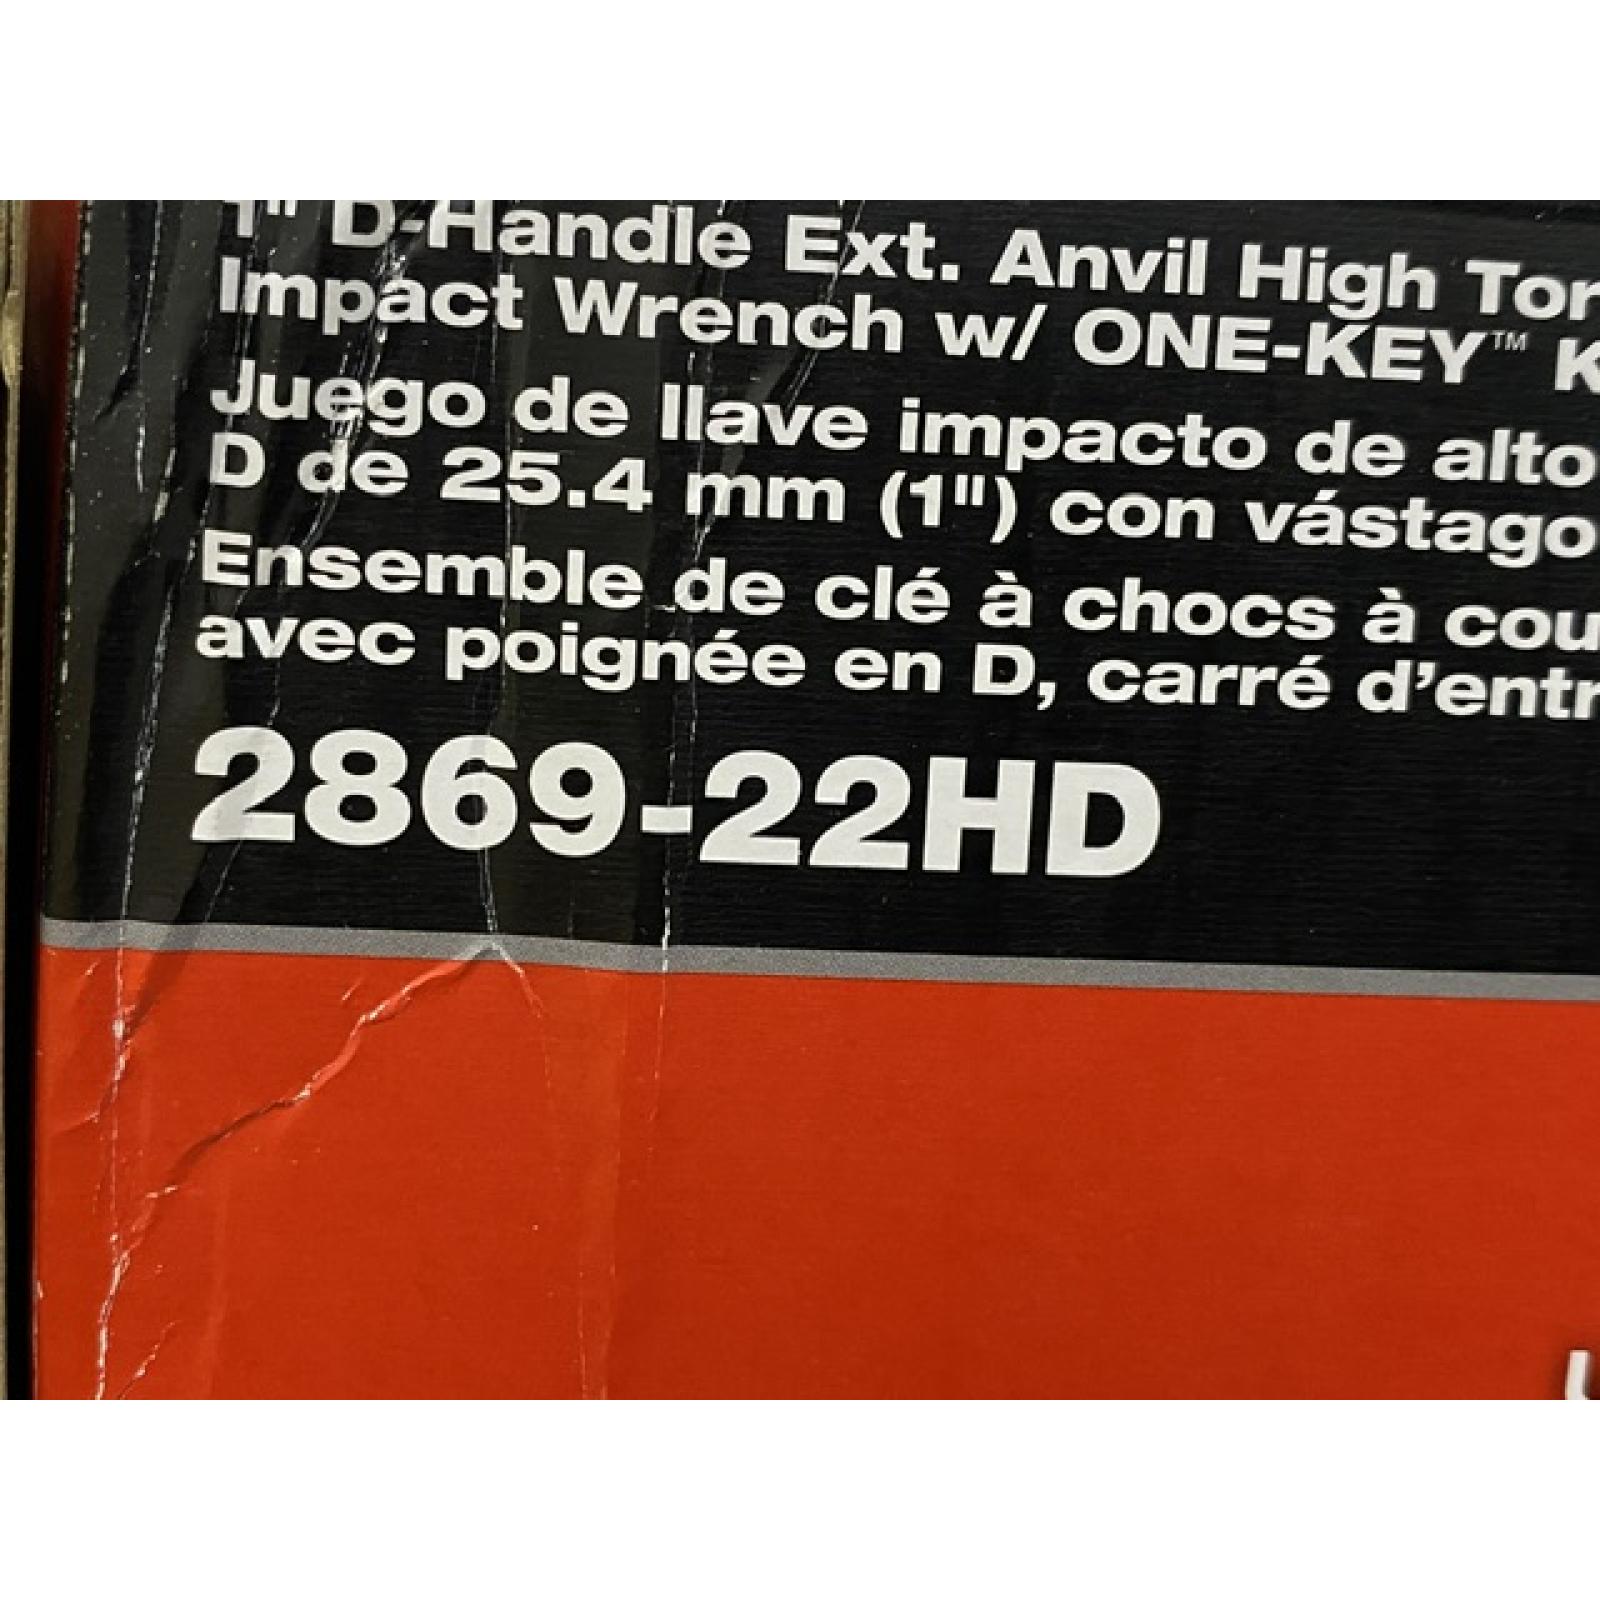 1" D-Handle Ext. Anvil High Tor
Impact Wrench w/ ONE-KEY™ K
Juego de llave impacto de alto
D de 25.4 mm (1") con vástago
Ensemble de clé à chocs à cou
avec poignée en D, carré d’entr
2869-22HD